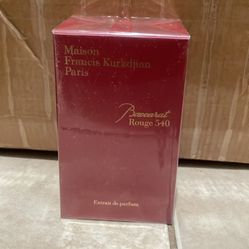 Maison
Francis Kurkdjian
Paris
Baccarat
Rouge 540
Extrait de parfum